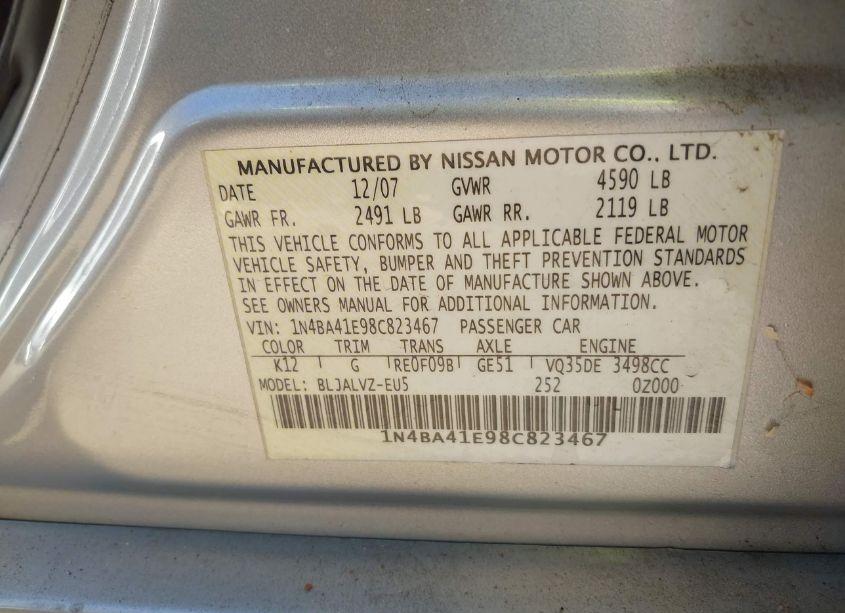 MANUFACTURED BY NISSAN MOTOR CO., LTD.
DATE 12/07 GVWR 4590 LB
GAWR FR. 2491 LB GAWR RR. 2119 LB
THIS VEHICLE CONFORMS TO ALL APPLICABLE FEDERAL MOTOR
VEHICLE SAFETY, BUMPER AND THEFT PREVENTION STANDARDS
IN EFFECT ON THE DATE OF MANUFACTURE SHOWN ABOVE.
SEE OWNERS MANUAL FOR ADDITIONAL INFORMATION.
VIN: 1N4BA41E98C823467 PASSENGER CAR
COLOR TRIM TRANS AXLE ENGINE
K12 G RE0F09B GE51 VQ35DE 3498CC
MODEL: BLJALVZ-EU5 252 0Z000
1N4BA41E98C823467